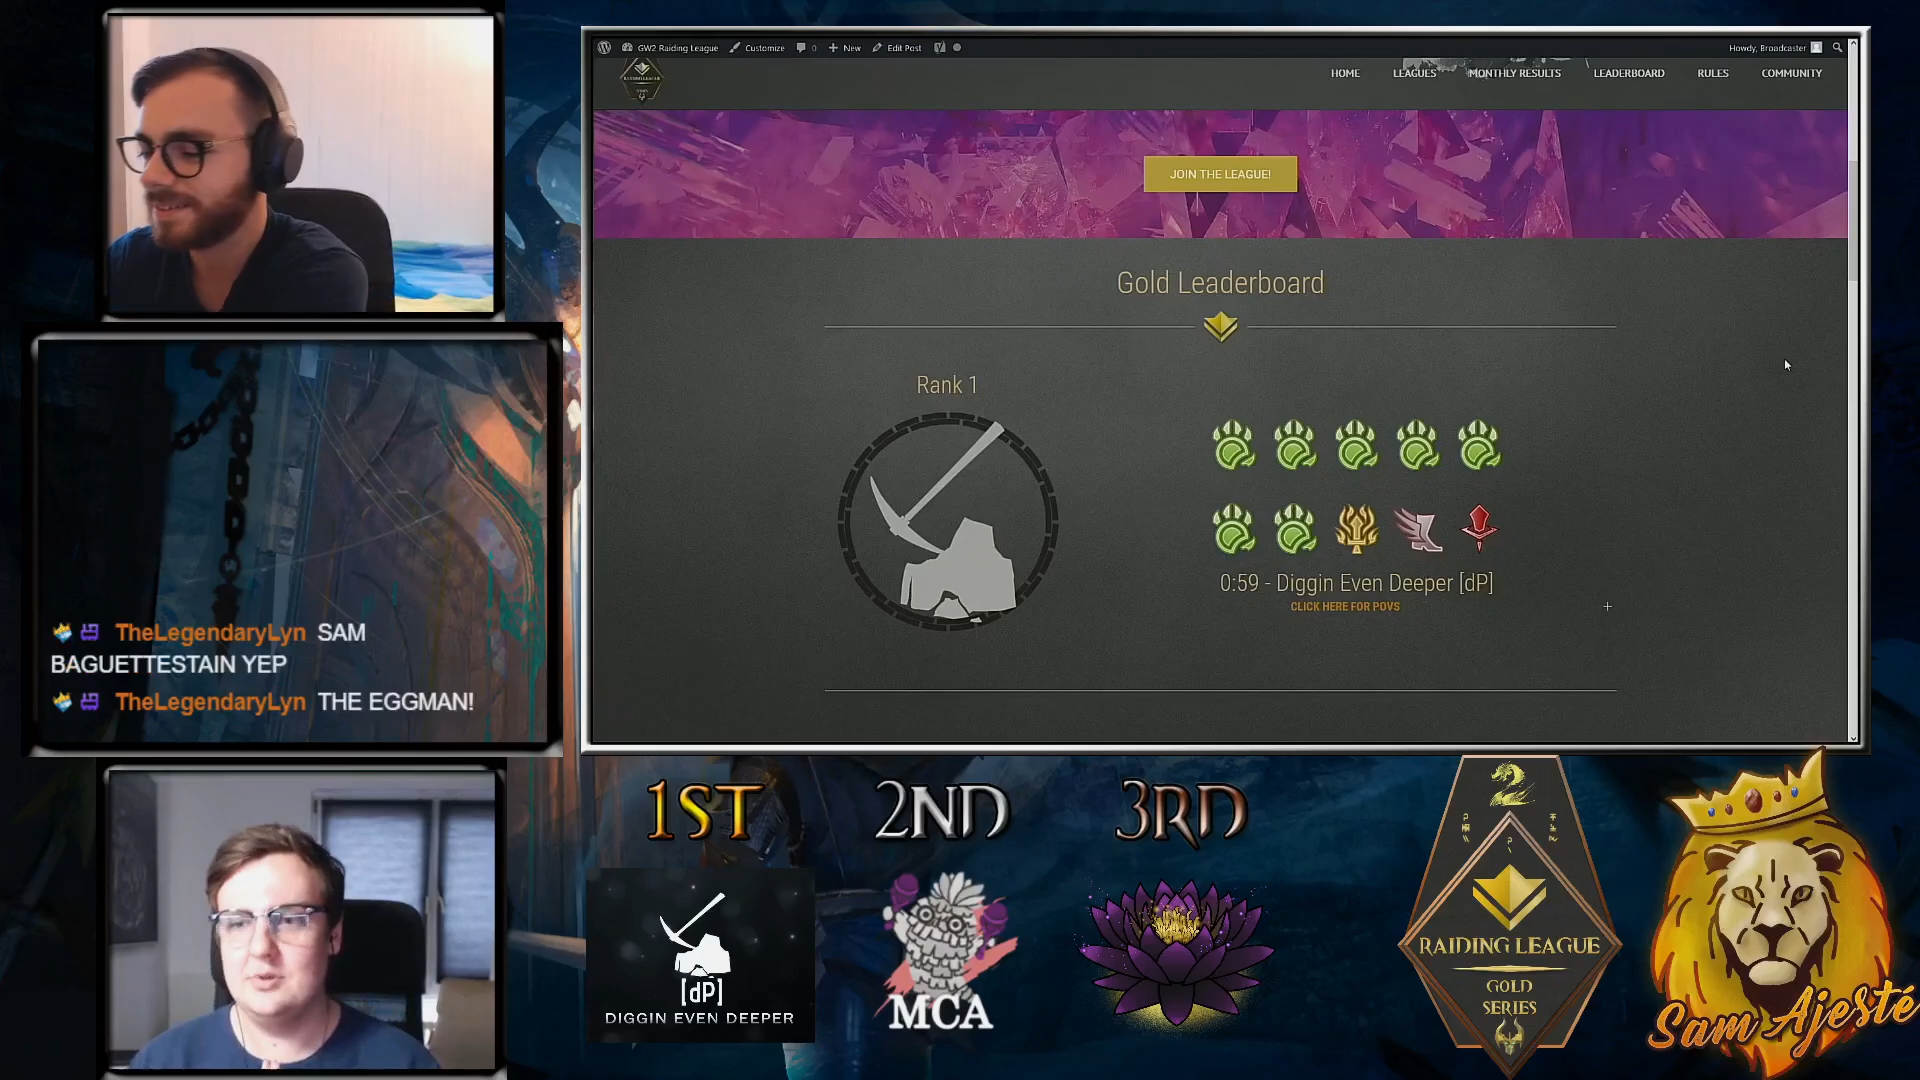 GW2 Raiding League Customize 0 New Edit Post Howdy, Broadcaster
HOME LEAGUES MONTHLY RESULTS LEADERBOARD RULES COMMUNITY
JOIN THE LEAGUE!
Gold Leaderboard
Rank 1
0:59 - Diggin Even Deeper [dP]
CLICK HERE FOR POVS
TheLegendaryLyn SAM
BAGUETTESTAIN YEP
TheLegendaryLyn THE EGGMAN!
1ST 2ND 3RD
[dP]
DIGGIN EVEN DEEPER
MCA
2
RAIDING LEAGUE
GOLD
SERIES
Sam Ajesté